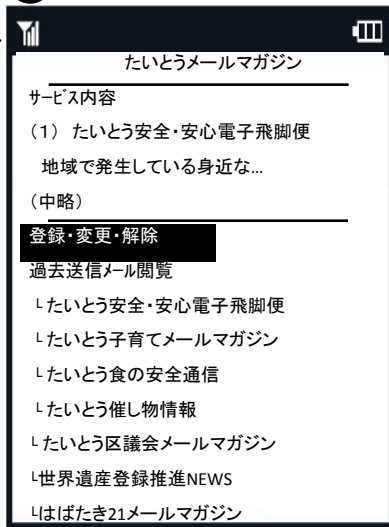 たいとうメールマガジン
サービス内容
（1） たいとう安全・安心電子飛脚便
地域で発生している身近な...
（中略）
登録・変更・解除
過去送信メール閲覧
└たいとう安全・安心電子飛脚便
└たいとう子育てメールマガジン
└たいとう食の安全通信
└たいとう催し物情報
└たいとう区議会メールマガジン
└世界遺産登録推進NEWS
└はばたき21メールマガジン